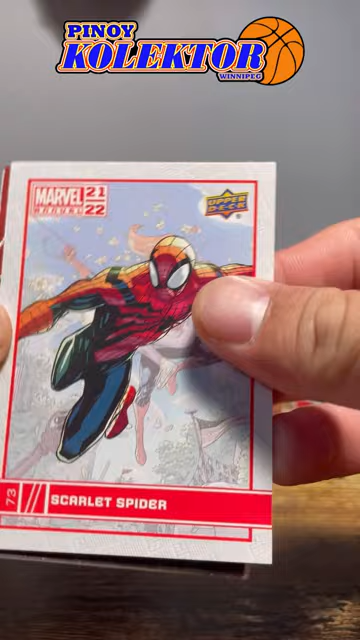 PINOY
KOLEKTOR
WINNIPEG
MARVEL 21 22
ANNUAL
UPPER
DECK
73
SCARLET SPIDER